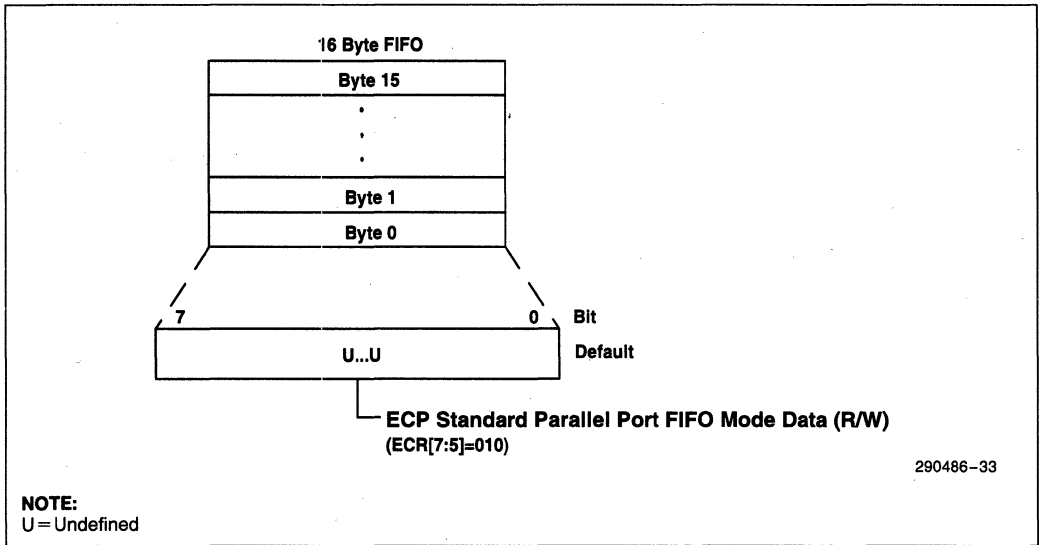 16 Byte FIFO
Byte 15
Byte 1
Byte 0
7 0 Bit
U...U Default
ECP Standard Parallel Port FIFO Mode Data (R/W)
(ECR[7:5]=010)
290486-33
NOTE:
U=Undefined